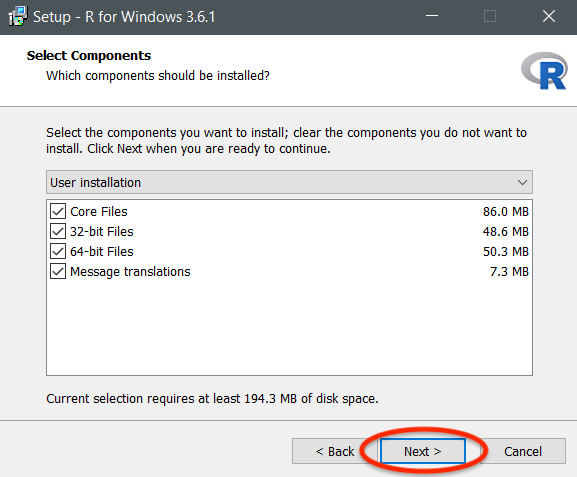 Setup - R for Windows 3.6.1
Select Components
Which components should be installed?
R
Select the components you want to install; clear the components you do not want to
install. Click Next when you are ready to continue.
User installation
Core Files 86.0 MB
32-bit Files 48.6 MB
64-bit Files 50.3 MB
Message translations 7.3 MB
Current selection requires at least 194.3 MB of disk space.
< Back Next > Cancel